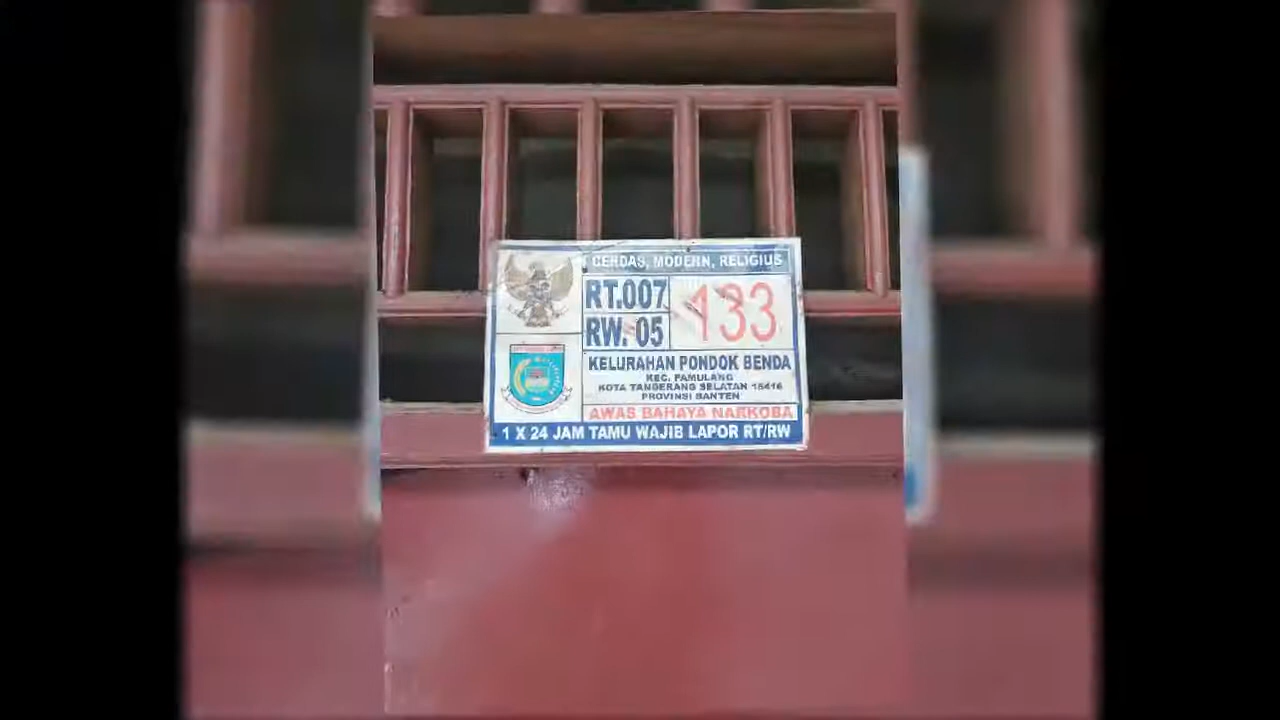 CERDAS, MODERN, RELIGIUS
RT.007
133
RW. 05
KELURAHAN PONDOK BENDA
KEC. PAMULANG
KOTA TANGERANG SELATAN 15416
PROVINSI BANTEN
AWAS BAHAYA NARKOBA
1 X 24 JAM TAMU WAJIB LAPOR RT/RW